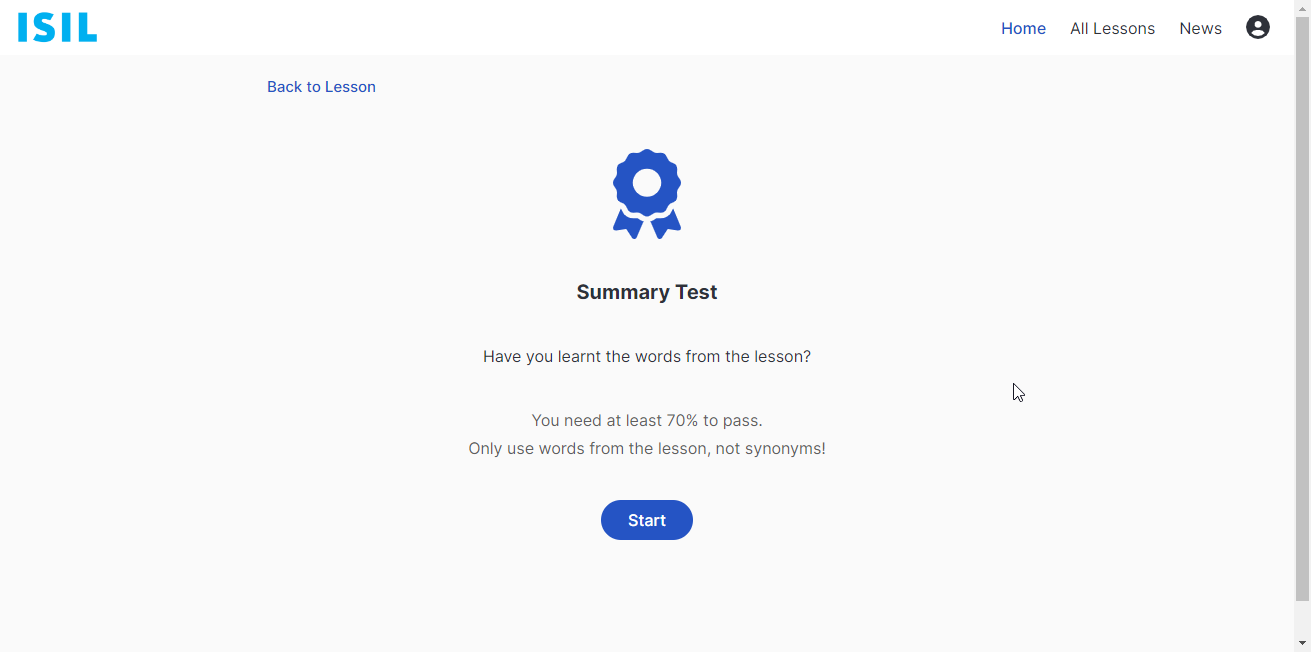 ISIL
Home
All Lessons
News
Back to Lesson
Summary Test
Have you learnt the words from the lesson?
You need at least 70% to pass.
Only use words from the lesson, not synonyms!
Start